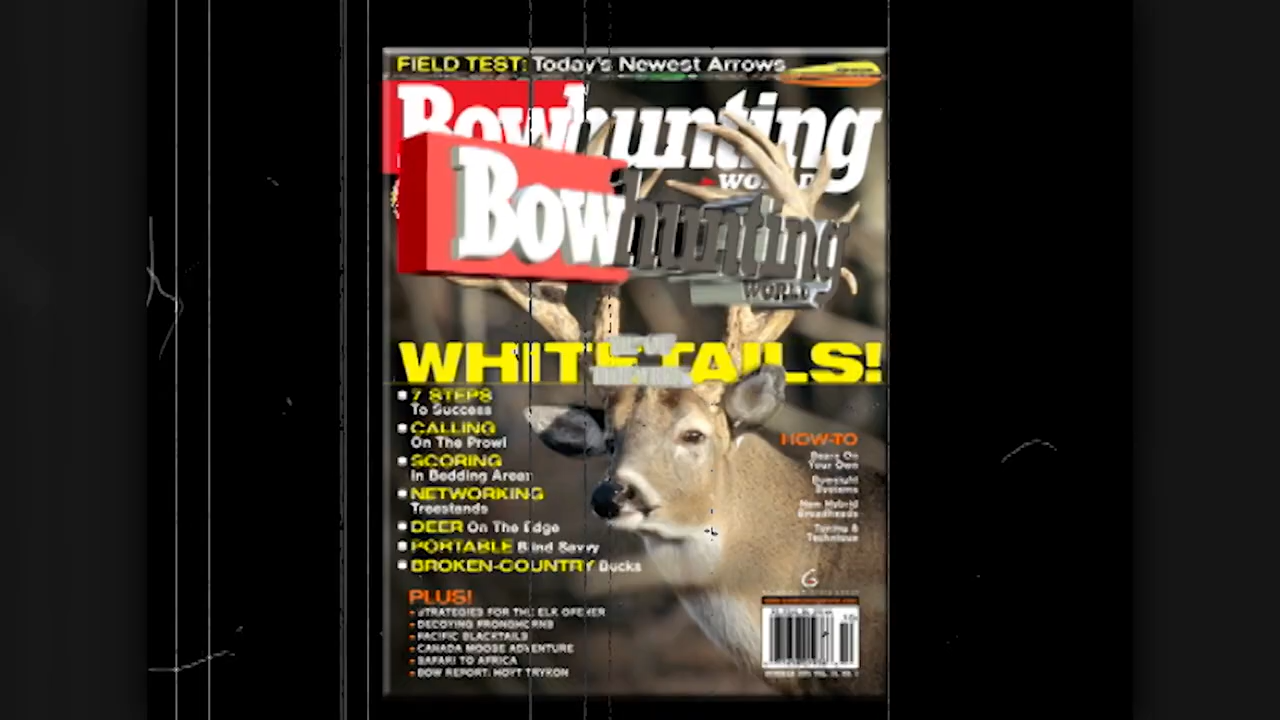 FIELD TEST: Today's Newest Arrows
Bowhunting
WORLD
Bowhunting
WORLD
WHITETAILS!
7 STEPS
To Success
CALLING
On The Prowl
SCORING
In Bedding Areas
NETWORKING
Treestands
DEER On The Edge
PORTABLE Blind Savvy
BROKEN-COUNTRY Bucks
HOW-TO
Bears On
Your Own
Bowsight
Systems
New Hybrid
Broadheads
Tuning &
Technique
PLUS!
STRATEGIES FOR THE ELK OPENER
DECOYING PRONGHORNS
PACIFIC BLACKTAILS
CANADA MOOSE ADVENTURE
SAFARI TO AFRICA
BOW REPORT: HOYT TRYKON